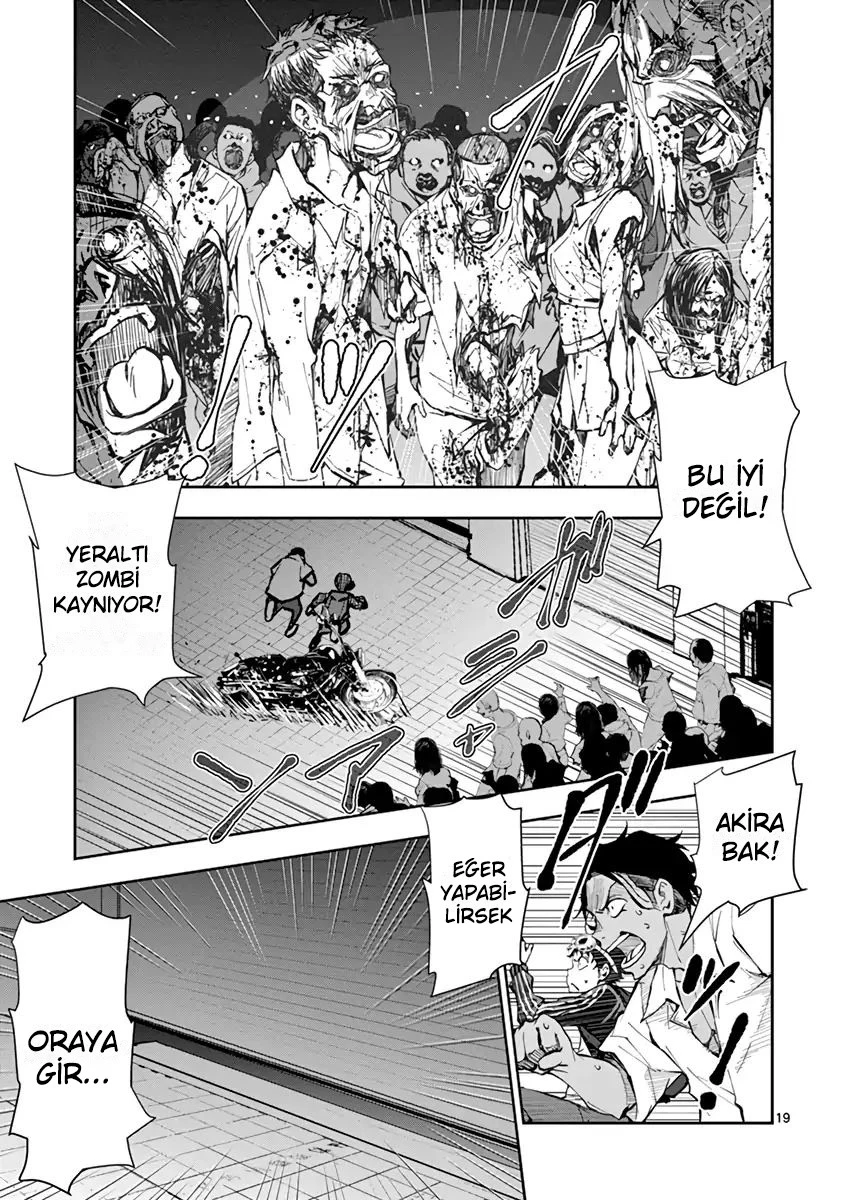 BU İYİ
DEĞİL!
YERALTI
ZOMBİ
KAYNIYOR!
AKİRA
BAK!
EĞER
YAPABİ-
LİRSEK
ORAYA
GİR...
19